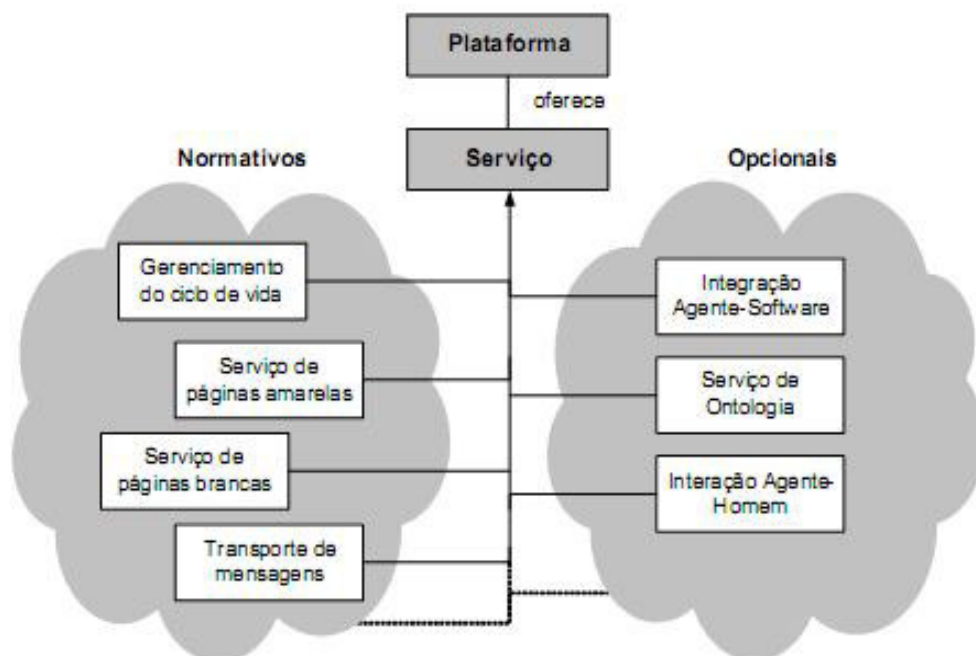 Plataforma
oferece
Serviço
Normativos
Opcionais
Gerenciamento
do ciclo de vida
Serviço de
páginas amarelas
Serviço de
páginas brancas
Transporte de
mensagens
Integração
Agente-Software
Serviço de
Ontologia
Interação Agente-
Homem